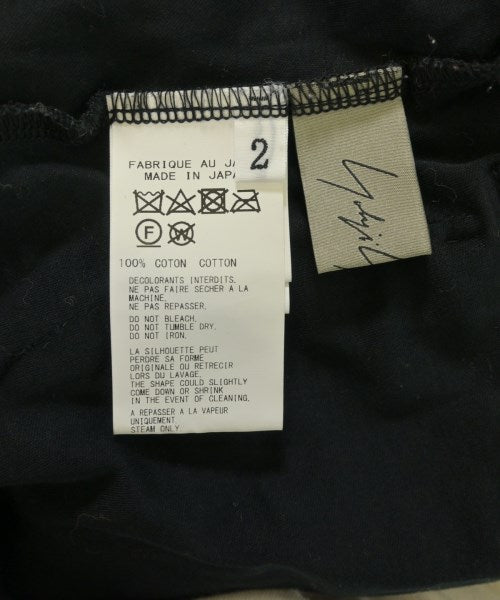 2
FABRIQUE AU JA
MADE IN JAPA
F W
100% COTON COTTON
DECOLORANTS INTERDITS.
NE PAS FAIRE SECHER A LA
MACHINE.
NE PAS REPASSER.
DO NOT BLEACH.
DO NOT TUMBLE DRY.
DO NOT IRON.
LA SILHOUETTE PEUT
PERDRE SA FORME
ORIGINALE OU RETRECIR
LORS DU LAVAGE.
THE SHAPE COULD SLIGHTLY
COME DOWN OR SHRINK
IN THE EVENT OF CLEANING.
A REPASSER A LA VAPEUR
UNIQUEMENT
STEAM ONLY